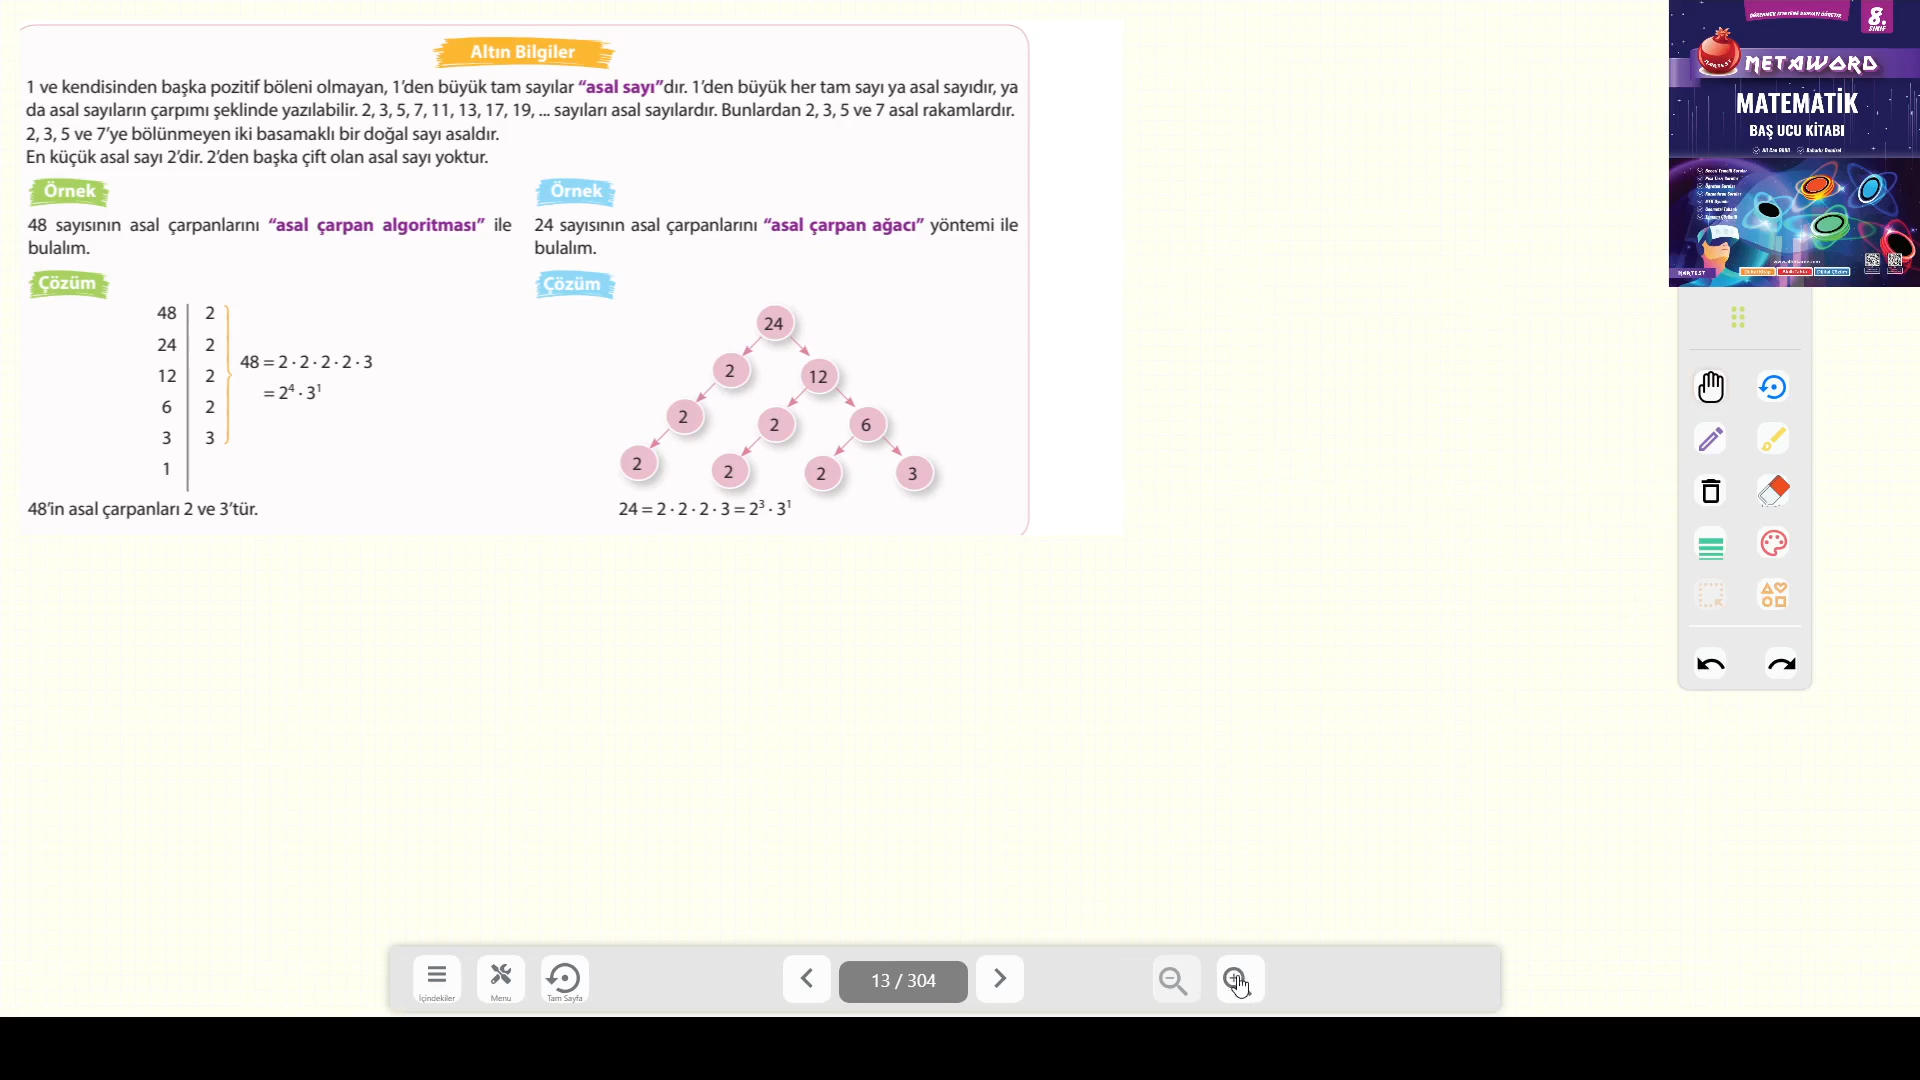 Altın Bilgiler
1 ve kendisinden başka pozitif böleni olmayan, 1’den büyük tam sayılar “asal sayı”dır. 1’den büyük her tam sayı ya asal sayıdır, ya
da asal sayıların çarpımı şeklinde yazılabilir. 2, 3, 5, 7, 11, 13, 17, 19, ... sayıları asal sayılardır. Bunlardan 2, 3, 5 ve 7 asal rakamlardır.
2, 3, 5 ve 7’ye bölünmeyen iki basamaklı bir doğal sayı asaldır.
En küçük asal sayı 2’dir. 2’den başka çift olan asal sayı yoktur.
Örnek
48 sayısının asal çarpanlarını “asal çarpan algoritması” ile
bulalım.
Çözüm
48 2
24 2
12 2
6 2
3 3
1
48 = 2 · 2 · 2 · 2 · 3
= 2⁴ · 3¹
48’in asal çarpanları 2 ve 3’tür.
Örnek
24 sayısının asal çarpanlarını “asal çarpan ağacı” yöntemi ile
bulalım.
Çözüm
24
2 12
2 2 6
2 2 2 3
24 = 2 · 2 · 2 · 3 = 2³ · 3¹
8.
SINIF
METAWORD
MATEMATİK
BAŞ UCU KİTABI
NARTEST
İçindekiler
Menu
Tam Sayfa
13 / 304